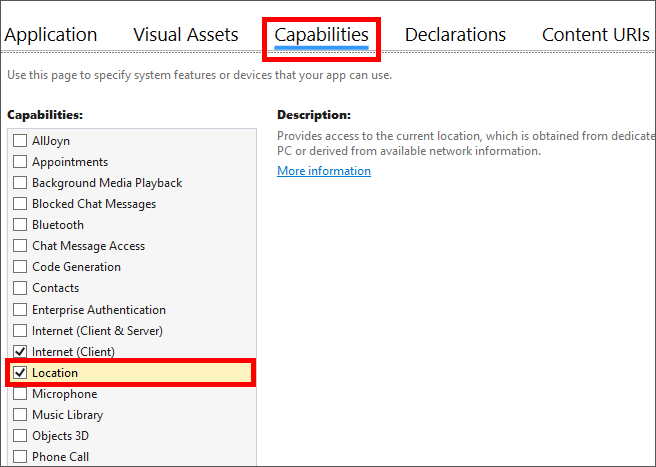 Application Visual Assets Capabilities Declarations Content URIs
Use this page to specify system features or devices that your app can use.
Capabilities:
AllJoyn
Appointments
Background Media Playback
Blocked Chat Messages
Bluetooth
Chat Message Access
Code Generation
Contacts
Enterprise Authentication
Internet (Client & Server)
Internet (Client)
Location
Microphone
Music Library
Objects 3D
Phone Call
Description:
Provides access to the current location, which is obtained from dedicate
PC or derived from available network information.
More information